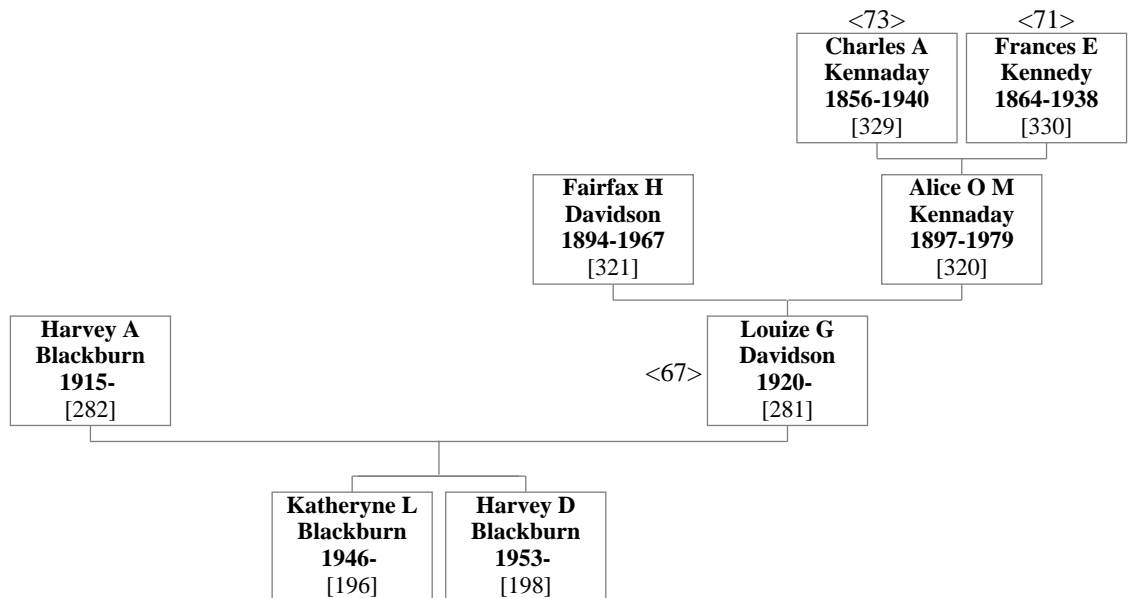 <73>
<71>
Charles A
Kennaday
1856-1940
[329]
Frances E
Kennedy
1864-1938
[330]
Fairfax H
Davidson
1894-1967
[321]
Alice O M
Kennaday
1897-1979
[320]
Harvey A
Blackburn
1915-
[282]
<67>
Louize G
Davidson
1920-
[281]
Katheryne L
Blackburn
1946-
[196]
Harvey D
Blackburn
1953-
[198]